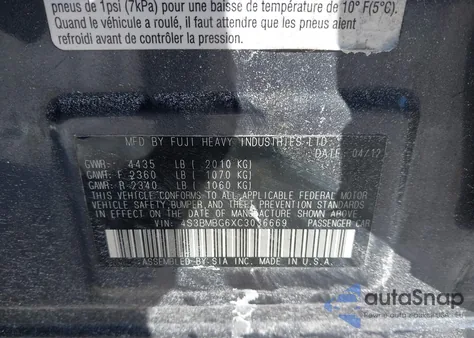 pneus de 1psi (7kPa) pour une baisse de température de 10° F(5°C).
Quand le véhicule a roulé, il faut attendre que les pneus aient
refroidi avant de contrôler la pression.
MFD BY FUJI HEAVY INDUSTRIES LTD.
DATE: 04/12
GVWR: 4435 LB ( 2010 KG)
GAWR: F 2360 LB ( 1070 KG)
GAWR: R 2340 LB ( 1060 KG)
THIS VEHICLE CONFORMS TO ALL APPLICABLE FEDERAL MOTOR
VEHICLE SAFETY, BUMPER, AND THEFT PREVENTION STANDARDS
IN EFFECT ON THE DATE OF MANUFACTURE SHOWN ABOVE.
VIN: 4S3BMBG6XC3036669 PASSENGER CAR
ASSEMBLED BY SIA INC. MADE IN U.S.A.
autoSnap